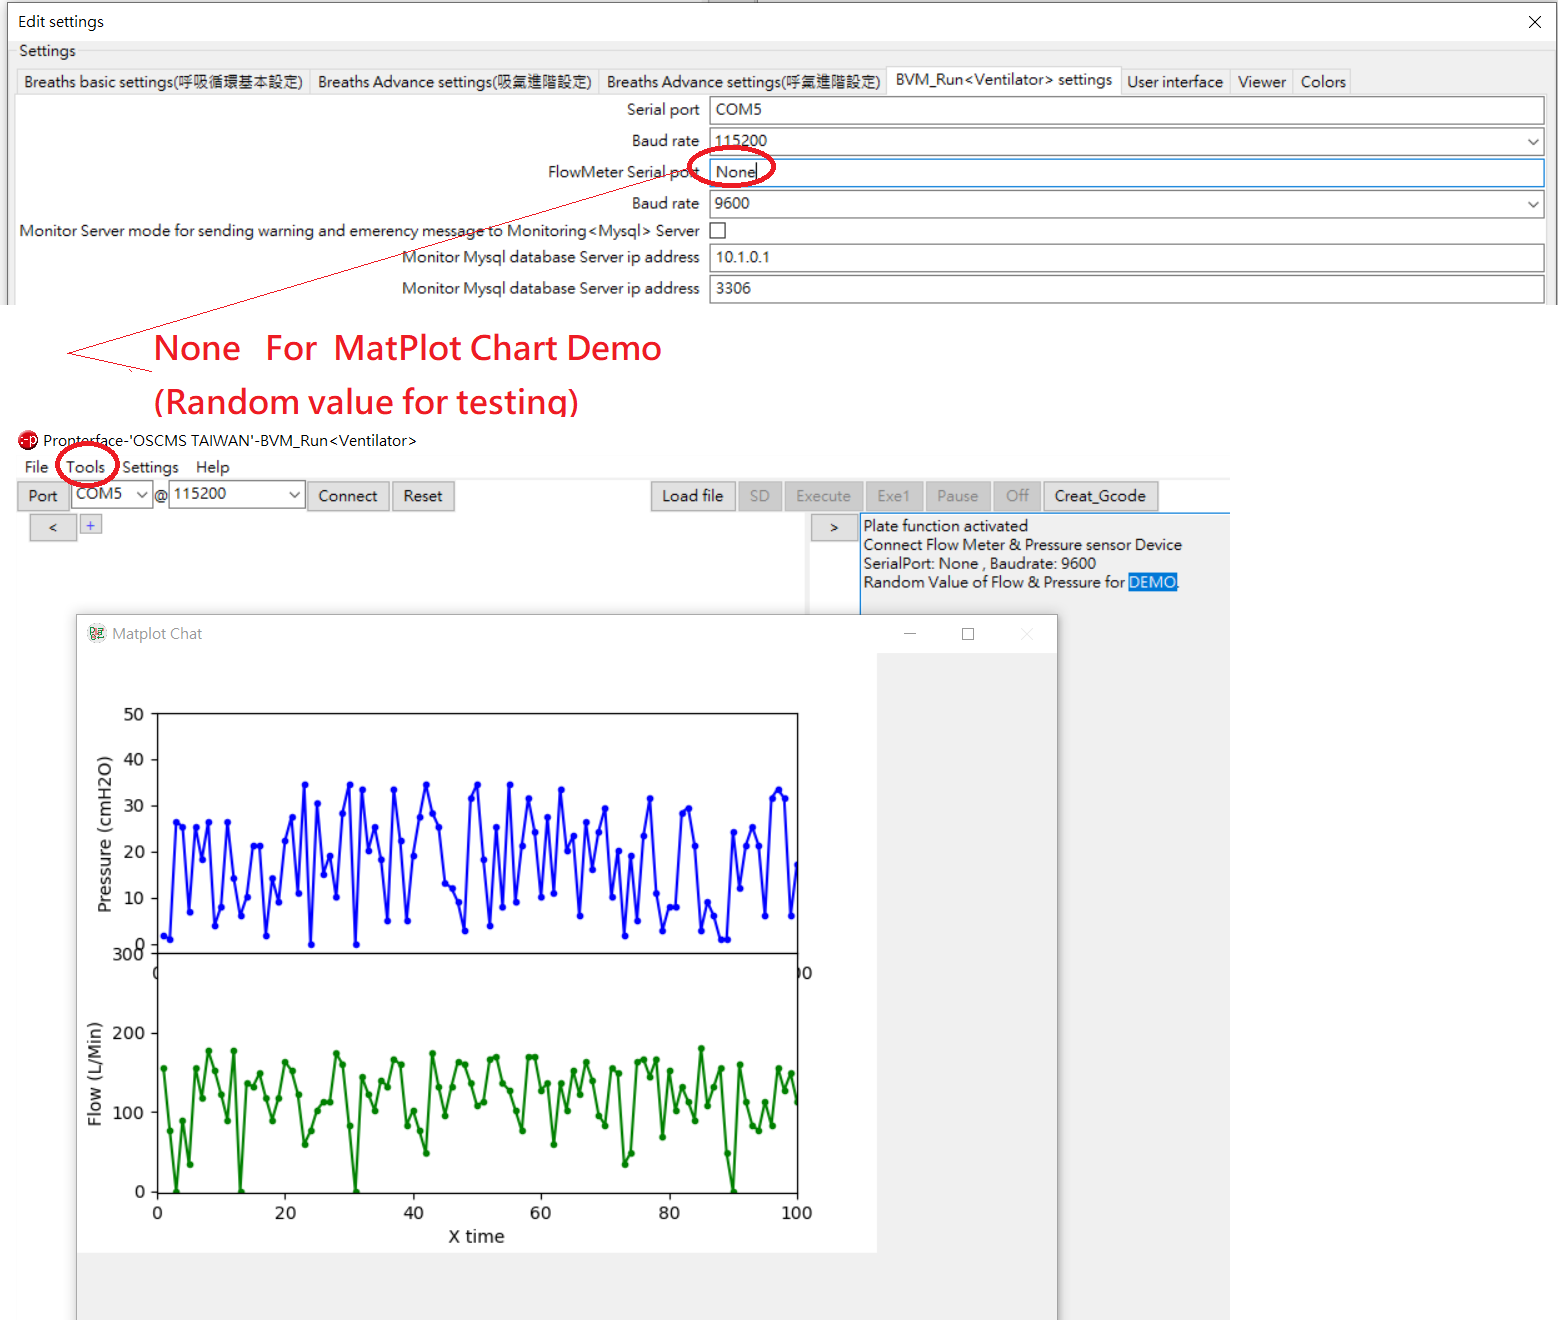 Edit settings
Settings
Breaths basic settings(呼吸循環基本設定) Breaths Advance settings(吸氣進階設定) Breaths Advance settings(呼氣進階設定) BVM_Run<Ventilator> settings User interface Viewer Colors
Serial port COM5
Baud rate 115200
FlowMeter Serial port None
Baud rate 9600
Monitor Server mode for sending warning and emerency message to Monitoring<Mysql> Server
Monitor Mysql database Server ip address 10.1.0.1
Monitor Mysql database Server ip address 3306
None For MatPlot Chart Demo
(Random value for testing)
Pronterface-'OSCMS TAIWAN'-BVM_Run<Ventilator>
File Tools Settings Help
Port COM5 @ 115200 Connect Reset Load file SD Execute Exe1 Pause Off Creat_Gcode
< + >
Plate function activated
Connect Flow Meter & Pressure sensor Device
SerialPort: None , Baudrate: 9600
Random Value of Flow & Pressure for DEMO.
Matplot Chat
50
40
30
20
10
0
Pressure (cmH2O)
300
200
100
0
Flow (L/Min)
0 20 40 60 80 100
X time